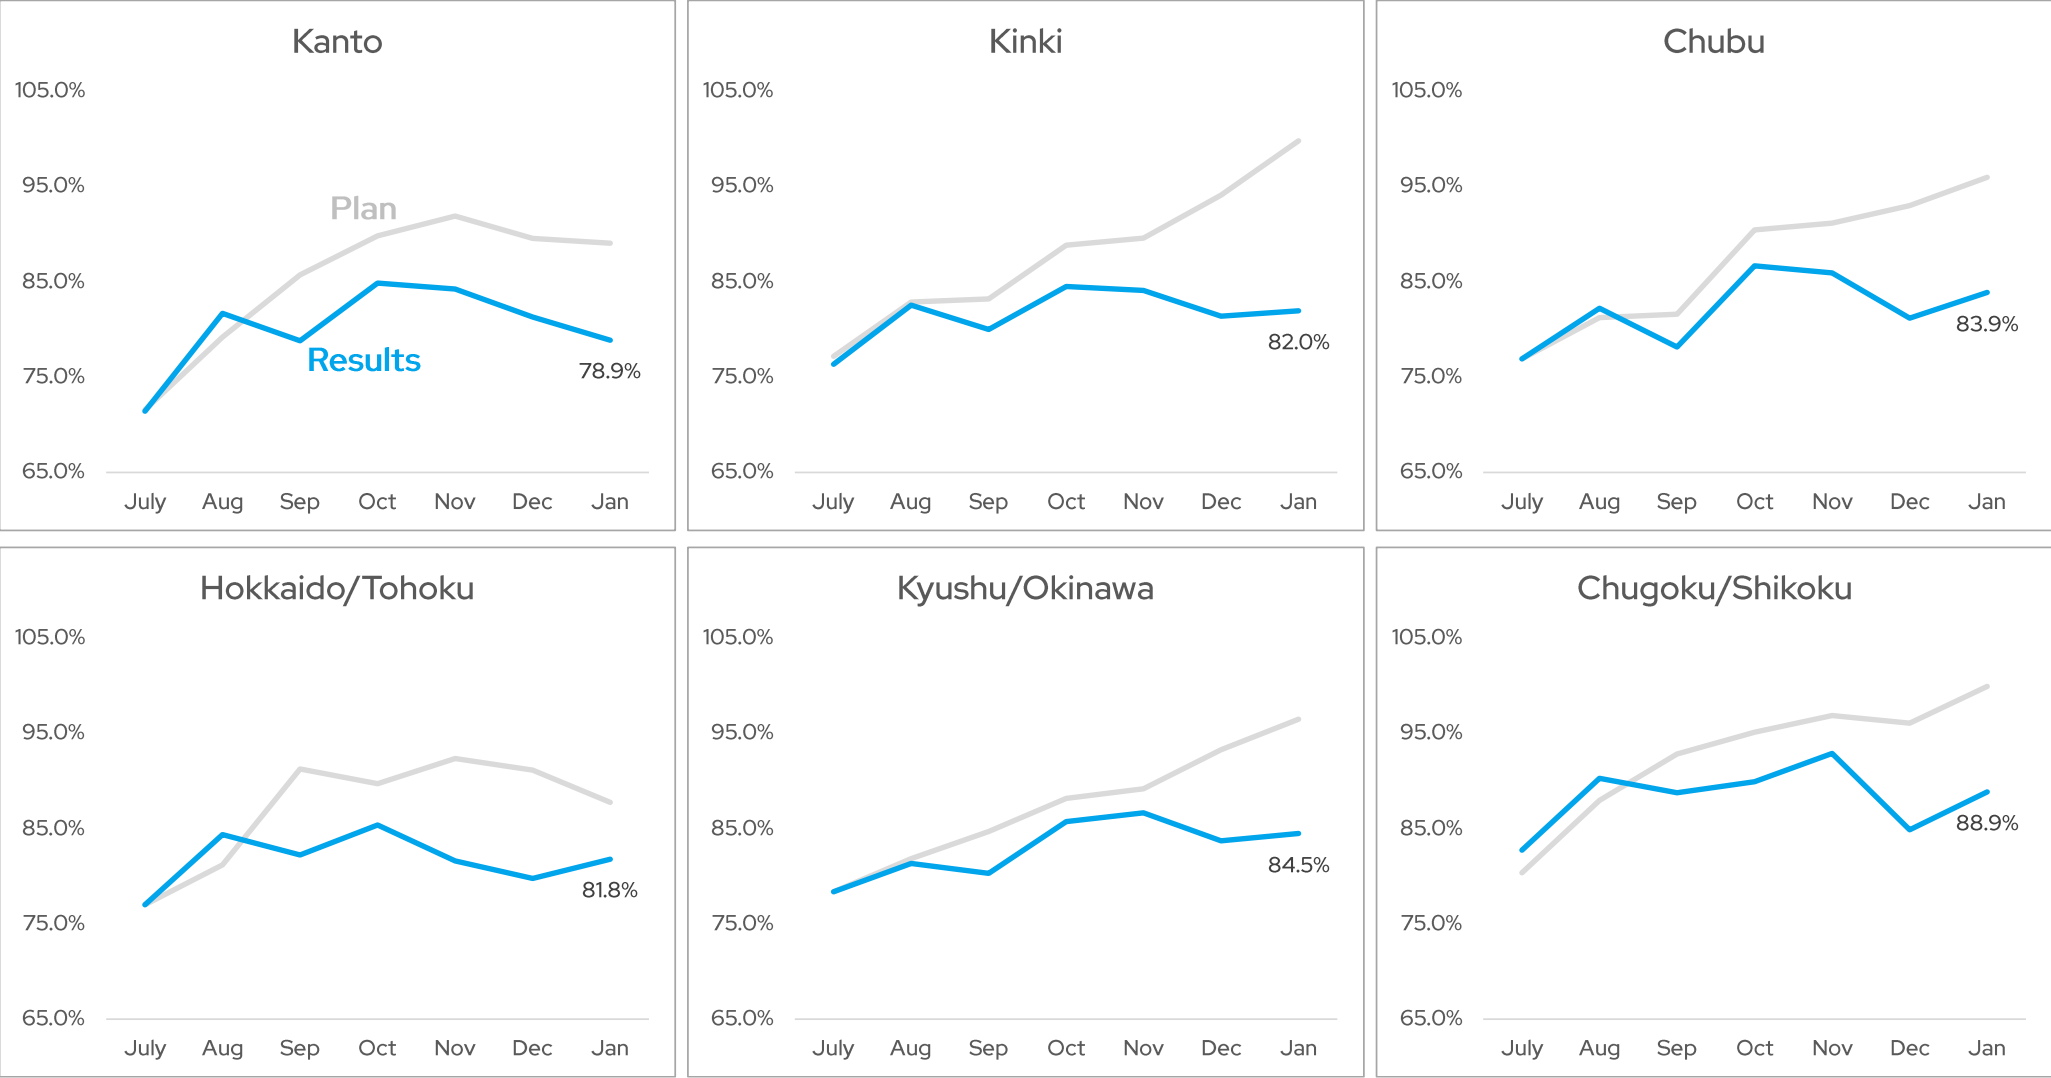 Kanto
105.0%
95.0%
85.0%
75.0%
65.0%
Plan
Results
78.9%
July Aug Sep Oct Nov Dec Jan
Kinki
105.0%
95.0%
85.0%
75.0%
65.0%
82.0%
July Aug Sep Oct Nov Dec Jan
Chubu
105.0%
95.0%
85.0%
75.0%
65.0%
83.9%
July Aug Sep Oct Nov Dec Jan
Hokkaido/Tohoku
105.0%
95.0%
85.0%
75.0%
65.0%
81.8%
July Aug Sep Oct Nov Dec Jan
Kyushu/Okinawa
105.0%
95.0%
85.0%
75.0%
65.0%
84.5%
July Aug Sep Oct Nov Dec Jan
Chugoku/Shikoku
105.0%
95.0%
85.0%
75.0%
65.0%
88.9%
July Aug Sep Oct Nov Dec Jan